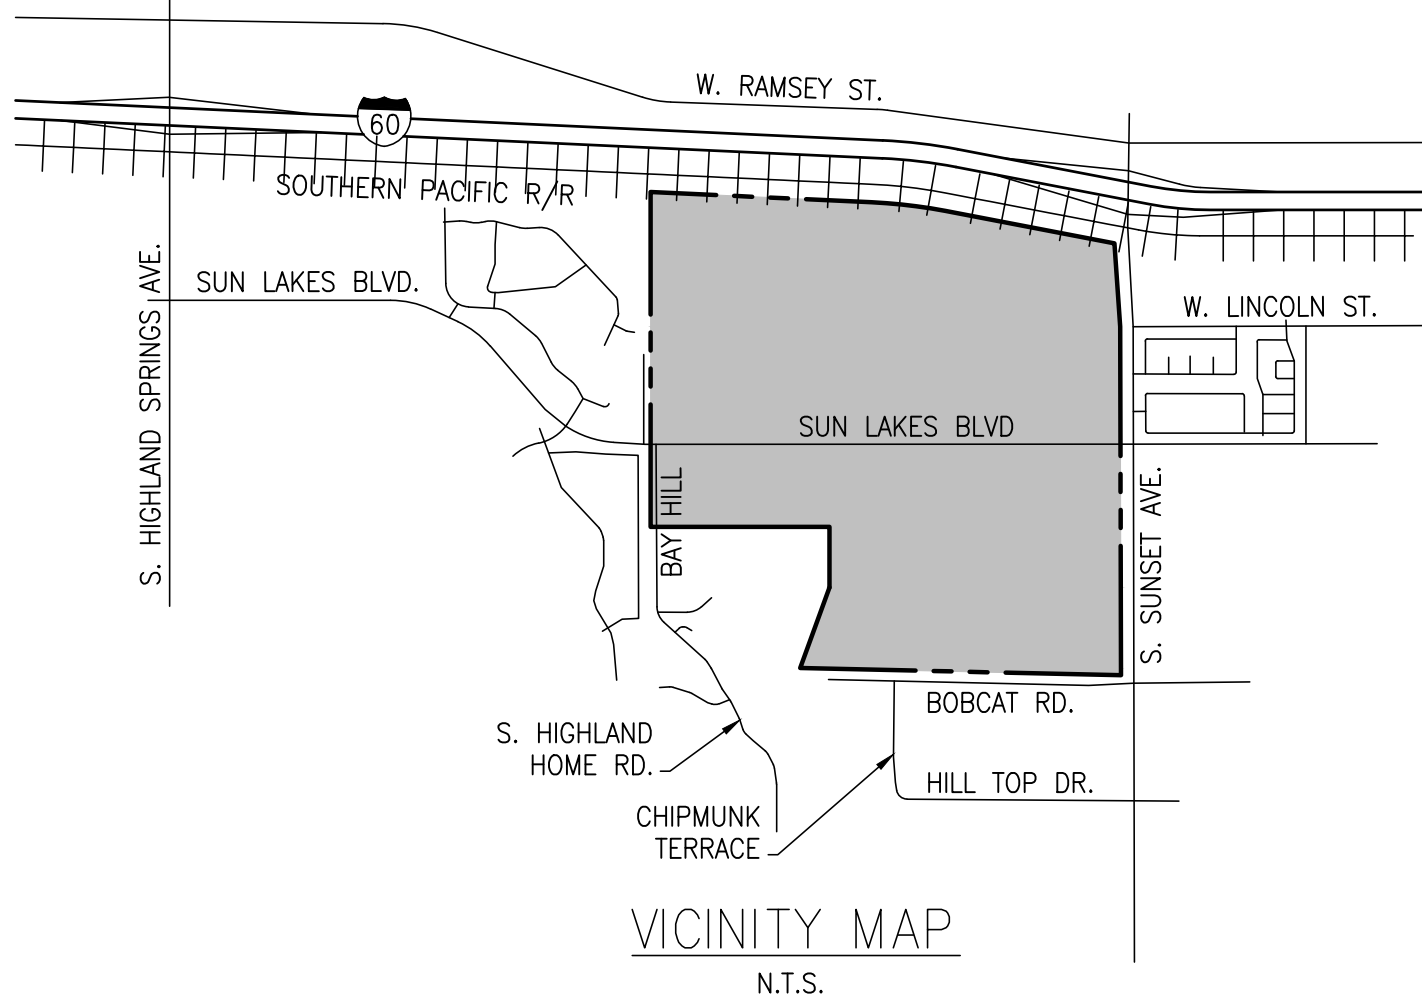 W. RAMSEY ST.
60
SOUTHERN PACIFIC R/R
S. HIGHLAND SPRINGS AVE.
SUN LAKES BLVD.
W. LINCOLN ST.
SUN LAKES BLVD
BAY HILL
S. SUNSET AVE.
BOBCAT RD.
S. HIGHLAND
HOME RD.
HILL TOP DR.
CHIPMUNK
TERRACE
VICINITY MAP
N.T.S.